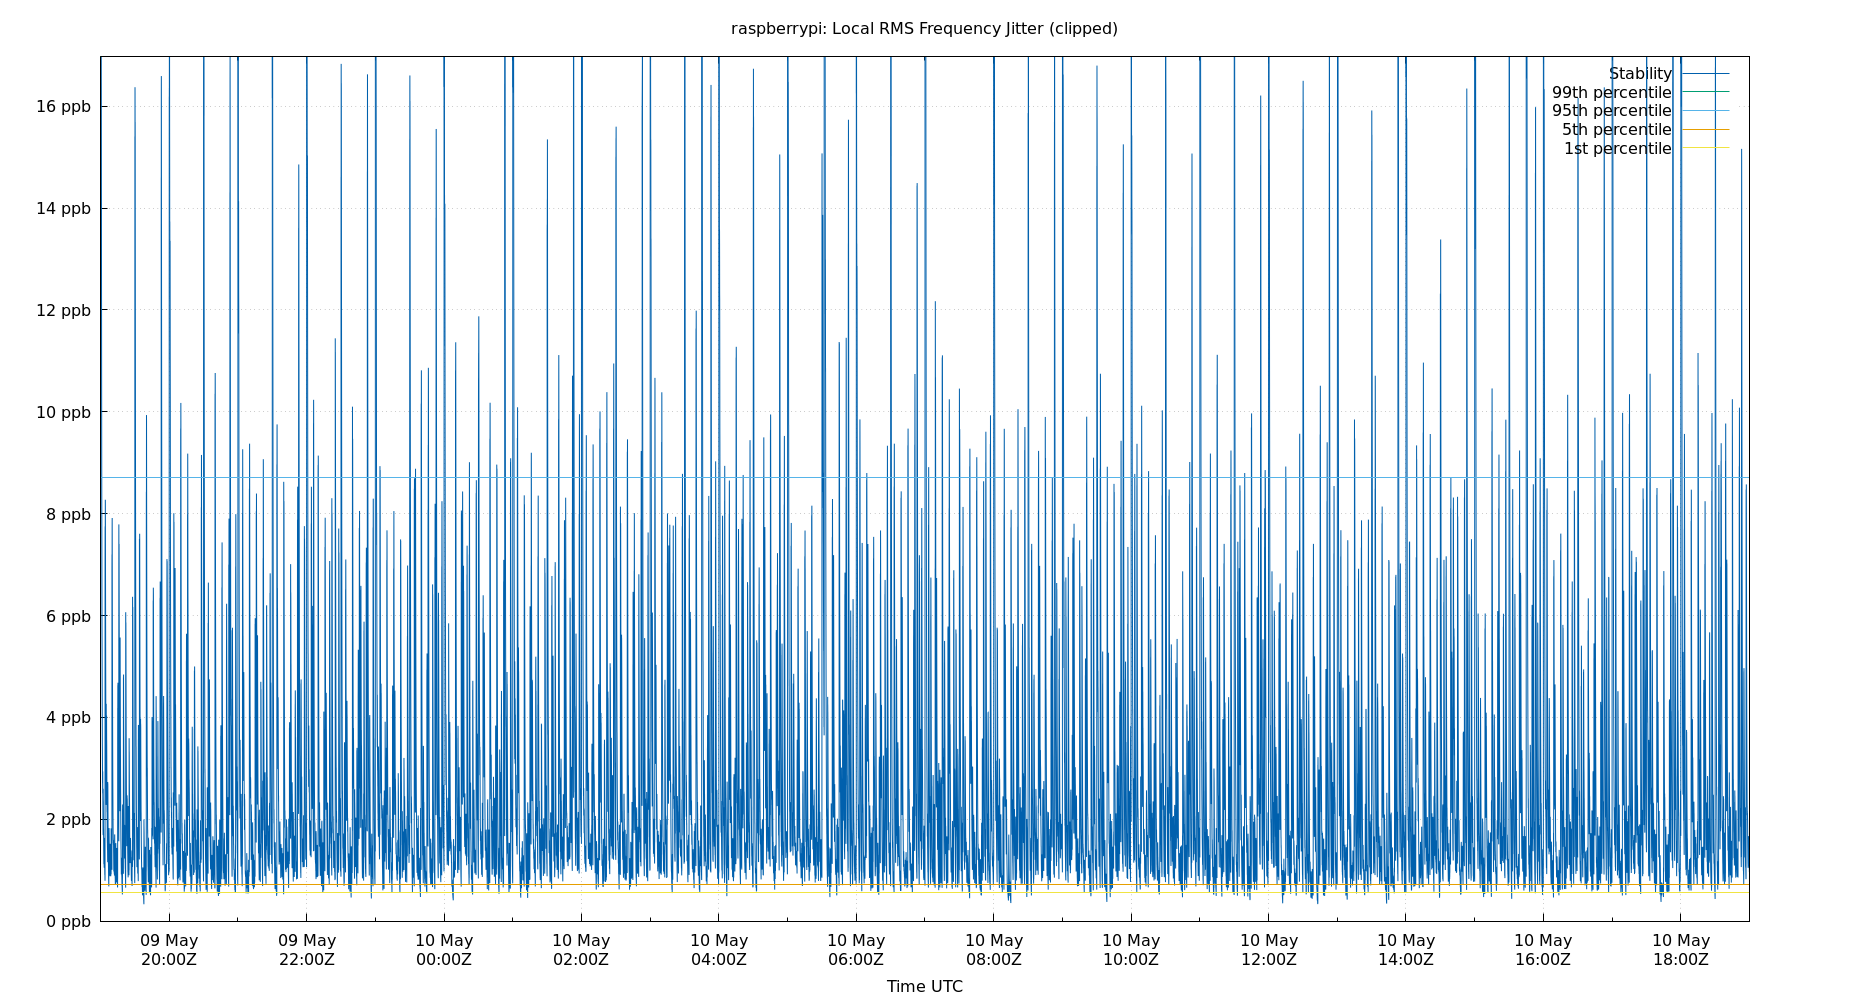 raspberrypi: Local RMS Frequency Jitter (clipped)
Stability
99th percentile
95th percentile
5th percentile
1st percentile
16 ppb
14 ppb
12 ppb
10 ppb
8 ppb
6 ppb
4 ppb
2 ppb
0 ppb
09 May 09 May 10 May 10 May 10 May 10 May 10 May 10 May 10 May 10 May 10 May 10 May
20:00Z 22:00Z 00:00Z 02:00Z 04:00Z 06:00Z 08:00Z 10:00Z 12:00Z 14:00Z 16:00Z 18:00Z
Time UTC